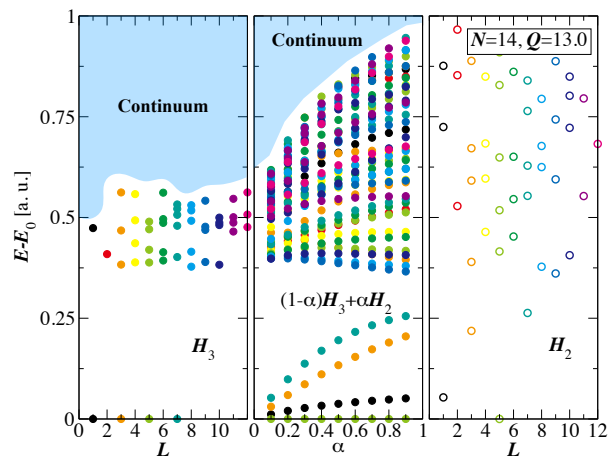 Continuum
Continuum
N=14, Q=13.0
E-E₀ [a. u.]
1
0.75
0.5
0.25
0
H₃
(1-α)H₃+αH₂
H₂
0 2 4 6 8 10
0 0.2 0.4 0.6 0.8 1
2 4 6 8 10 12
L
α
L